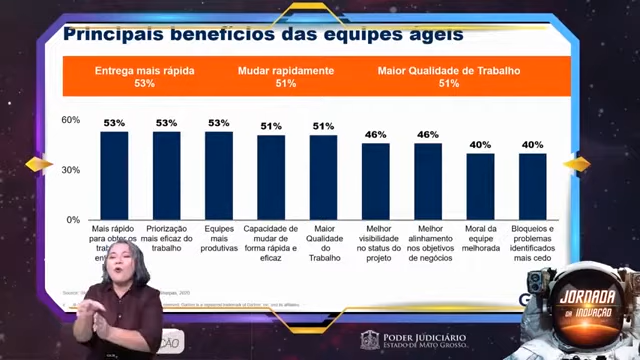 Principais benefícios das equipes ágeis
Entrega mais rápida
53%
Mudar rapidamente
51%
Maior Qualidade de Trabalho
51%
60%
30%
0%
53%
53%
53%
51%
51%
46%
46%
40%
40%
Mais rápido
para obter os
Priorização
mais eficaz do
trabalho
Equipes
mais
produtivas
Capacidade de
mudar de
forma rápida e
eficaz
Maior
Qualidade
do
Trabalho
Melhor
visibilidade
no status do
projeto
Melhor
alinhamento
nos objetivos
de negócios
Moral da
equipe
melhorada
Bloqueios e
problemas
identificados
mais cedo
JORNADA
DA INOVAÇÃO
PODER JUDICIÁRIO
ESTADO DE MATO GROSSO